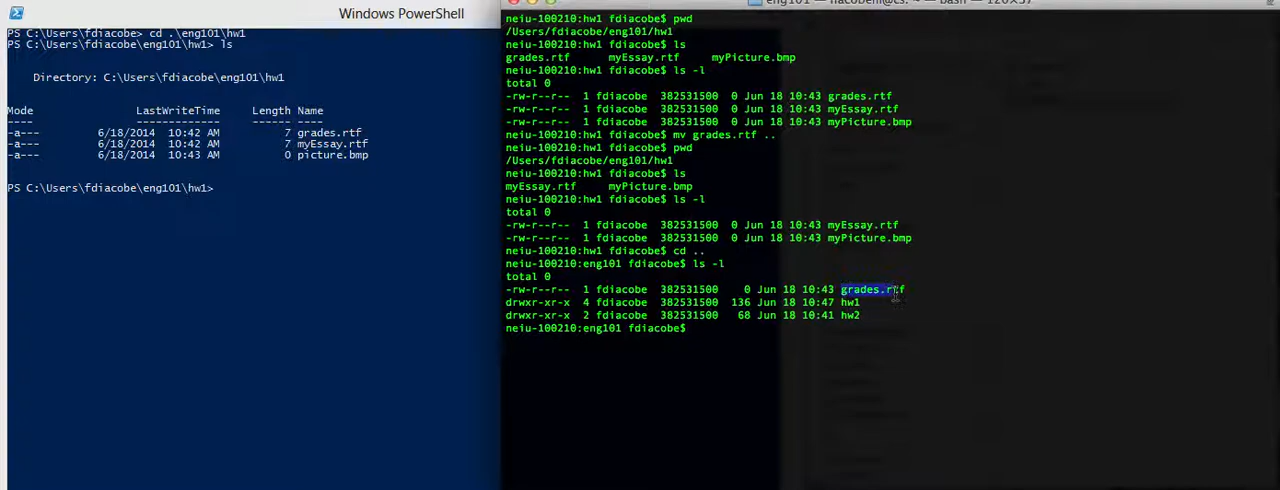 Windows PowerShell
PS C:\Users\fdiacobe> cd .\eng101\hw1
PS C:\Users\fdiacobe\eng101\hw1> ls
Directory: C:\Users\fdiacobe\eng101\hw1
Mode LastWriteTime Length Name
---- ------------- ------ ----
-a--- 6/18/2014 10:42 AM 7 grades.rtf
-a--- 6/18/2014 10:42 AM 7 myEssay.rtf
-a--- 6/18/2014 10:43 AM 0 picture.bmp
PS C:\Users\fdiacobe\eng101\hw1>
neiu-100210:hw1 fdiacobe$ pwd
/Users/fdiacobe/eng101/hw1
neiu-100210:hw1 fdiacobe$ ls
grades.rtf myEssay.rtf myPicture.bmp
neiu-100210:hw1 fdiacobe$ ls -l
total 0
-rw-r--r-- 1 fdiacobe 382531500 0 Jun 18 10:43 grades.rtf
-rw-r--r-- 1 fdiacobe 382531500 0 Jun 18 10:43 myEssay.rtf
-rw-r--r-- 1 fdiacobe 382531500 0 Jun 18 10:43 myPicture.bmp
neiu-100210:hw1 fdiacobe$ mv grades.rtf ..
neiu-100210:hw1 fdiacobe$ pwd
/Users/fdiacobe/eng101/hw1
neiu-100210:hw1 fdiacobe$ ls
myEssay.rtf myPicture.bmp
neiu-100210:hw1 fdiacobe$ ls -l
total 0
-rw-r--r-- 1 fdiacobe 382531500 0 Jun 18 10:43 myEssay.rtf
-rw-r--r-- 1 fdiacobe 382531500 0 Jun 18 10:43 myPicture.bmp
neiu-100210:hw1 fdiacobe$ cd ..
neiu-100210:eng101 fdiacobe$ ls -l
total 0
-rw-r--r-- 1 fdiacobe 382531500 0 Jun 18 10:43 grades.rtf
drwxr-xr-x 4 fdiacobe 382531500 136 Jun 18 10:47 hw1
drwxr-xr-x 2 fdiacobe 382531500 68 Jun 18 10:41 hw2
neiu-100210:eng101 fdiacobe$